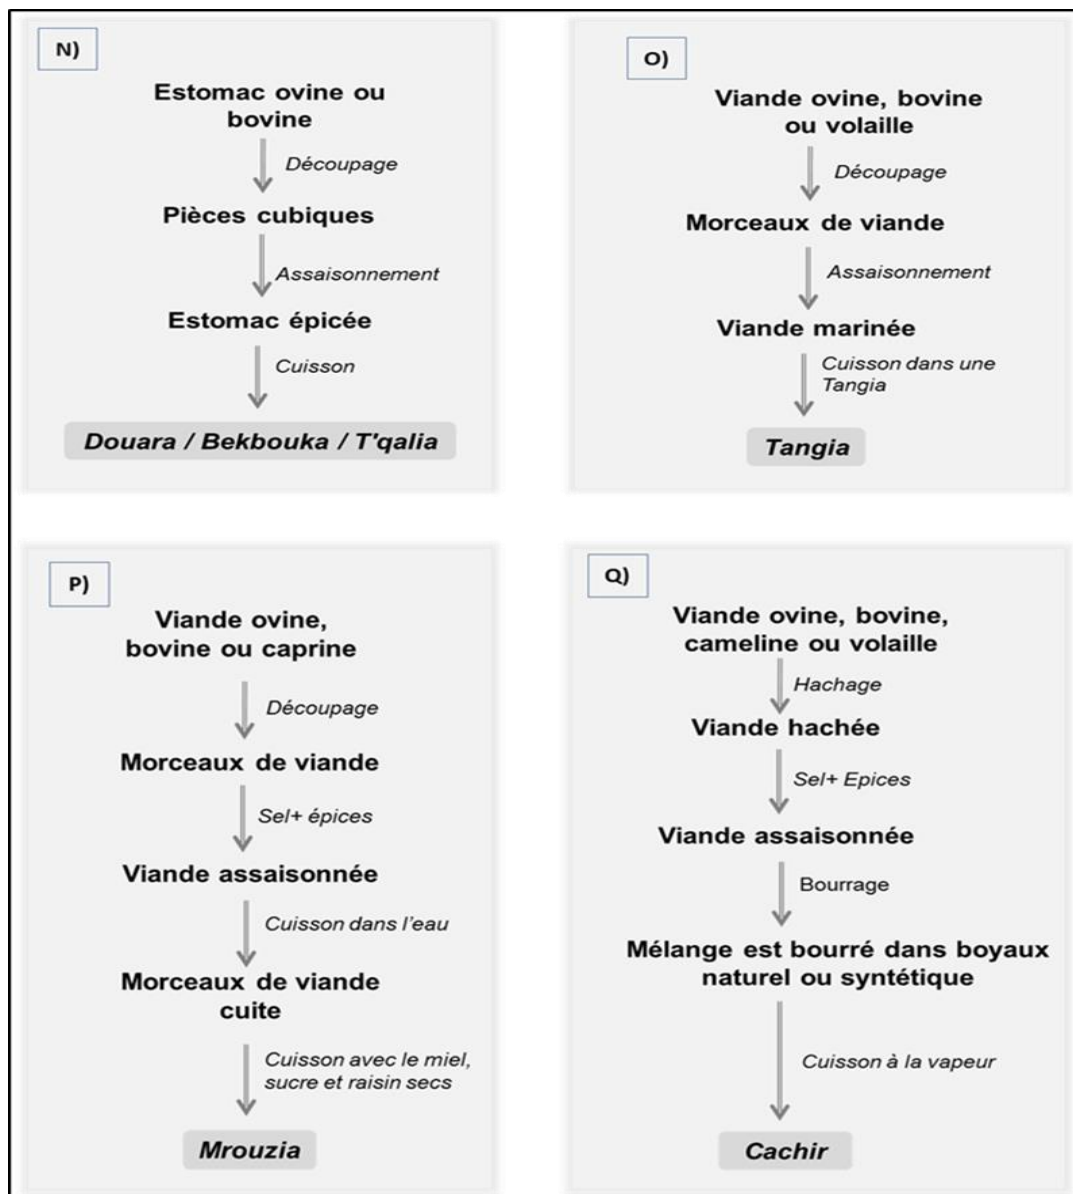 N)
Estomac ovine ou
bovine
Découpage
Pièces cubiques
Assaisonnement
Estomac épicée
Cuisson
Douara / Bekbouka / T'qalia
O)
Viande ovine, bovine
ou volaille
Découpage
Morceaux de viande
Assaisonnement
Viande marinée
Cuisson dans une
Tangia
Tangia
P)
Viande ovine,
bovine ou caprine
Découpage
Morceaux de viande
Sel+ épices
Viande assaisonnée
Cuisson dans l'eau
Morceaux de viande
cuite
Cuisson avec le miel,
sucre et raisin secs
Mrouzia
Q)
Viande ovine, bovine,
cameline ou volaille
Hachage
Viande hachée
Sel+ Epices
Viande assaisonnée
Bourrage
Mélange est bourré dans boyaux
naturel ou syntétique
Cuisson à la vapeur
Cachir